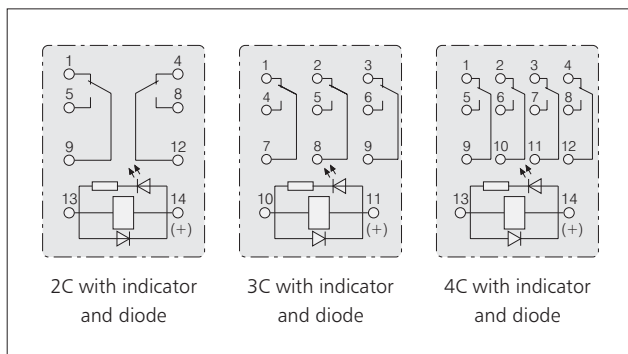 1 4
5 8
9 12
13 14
(+)
2C with indicator
and diode
1 2 3
4 5 6
7 8 9
10 11
(+)
3C with indicator
and diode
1 2 3 4
5 6 7 8
9 10 11 12
13 14
(+)
4C with indicator
and diode